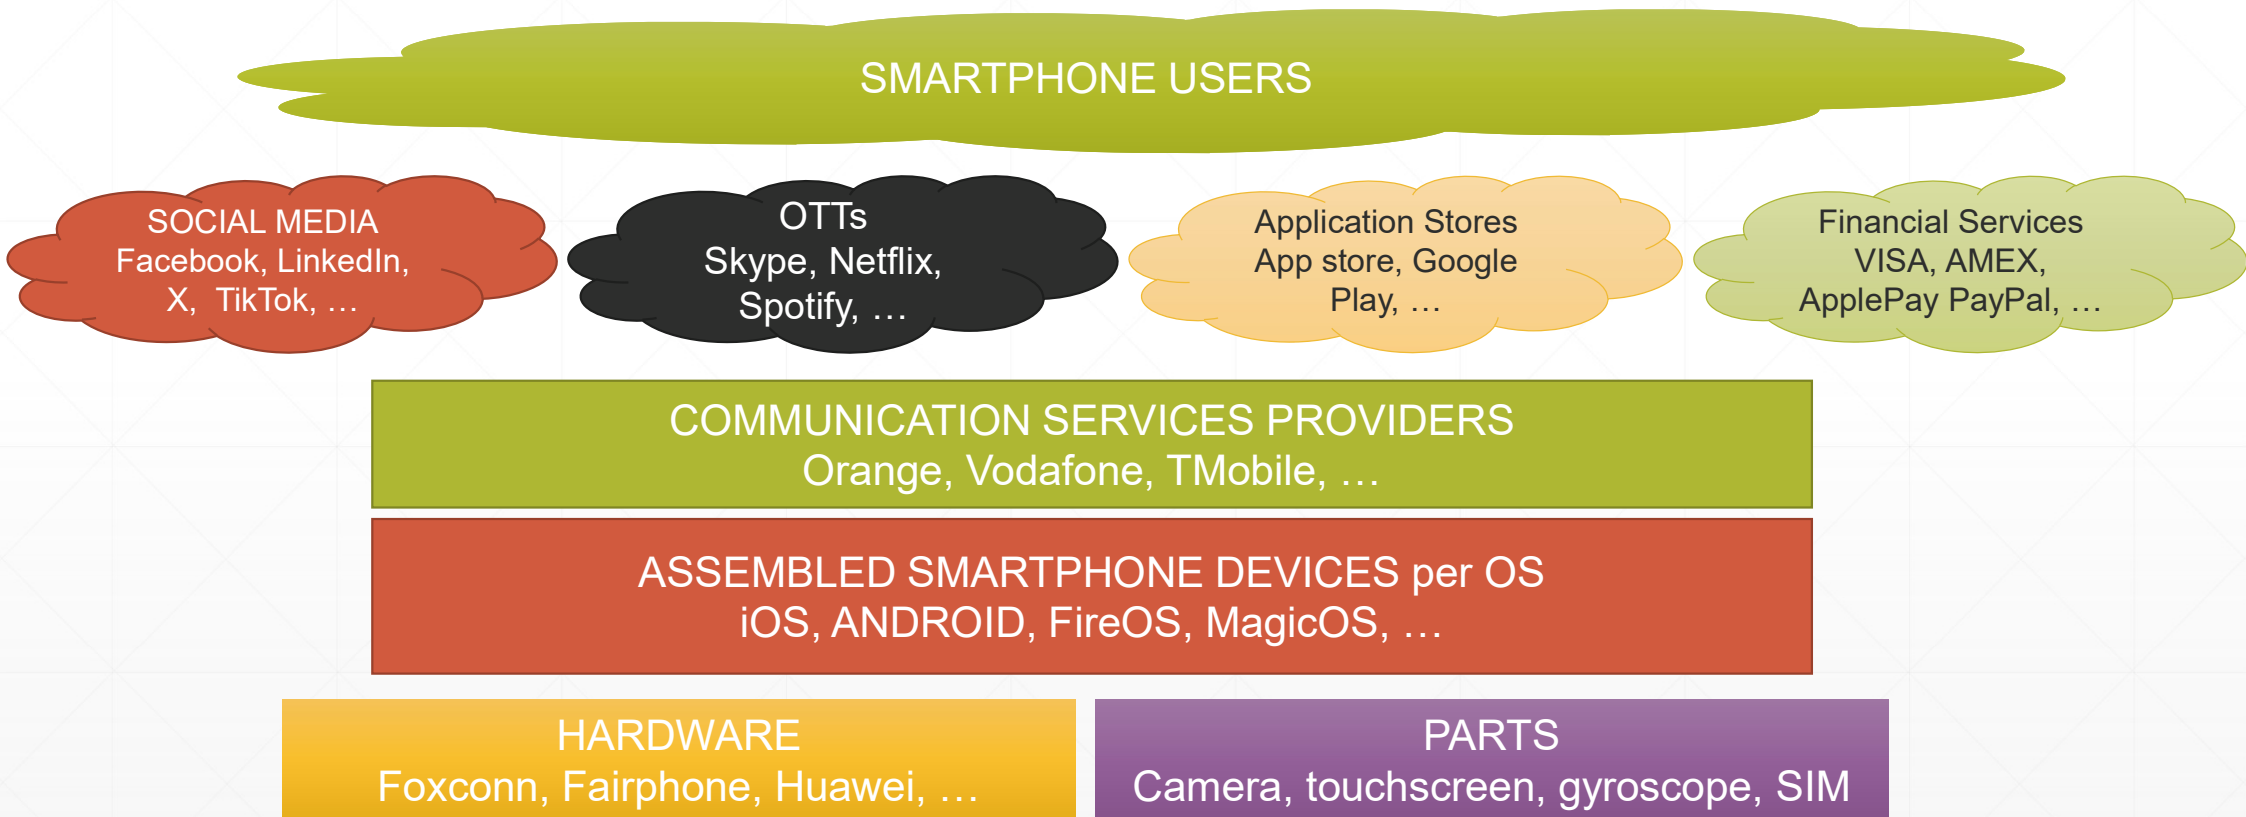 SMARTPHONE USERS
SOCIAL MEDIA
Facebook, LinkedIn,
X, TikTok, …
OTTs
Skype, Netflix,
Spotify, …
Application Stores
App store, Google
Play, …
Financial Services
VISA, AMEX,
ApplePay PayPal, …
COMMUNICATION SERVICES PROVIDERS
Orange, Vodafone, TMobile, …
ASSEMBLED SMARTPHONE DEVICES per OS
iOS, ANDROID, FireOS, MagicOS, …
HARDWARE
Foxconn, Fairphone, Huawei, …
PARTS
Camera, touchscreen, gyroscope, SIM